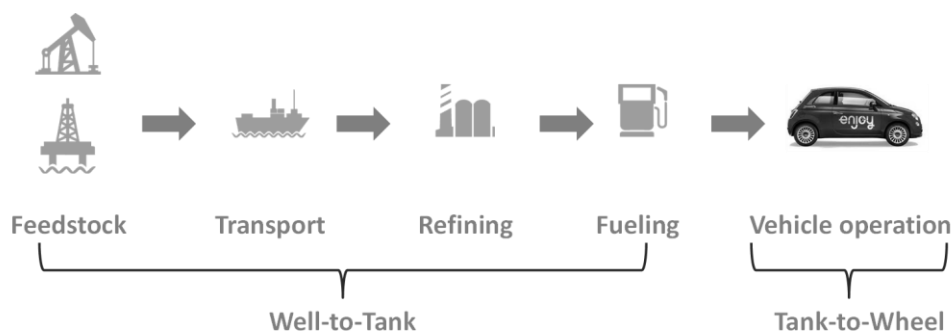 enjoy
Feedstock
Transport
Refining
Fueling
Vehicle operation
Well-to-Tank
Tank-to-Wheel